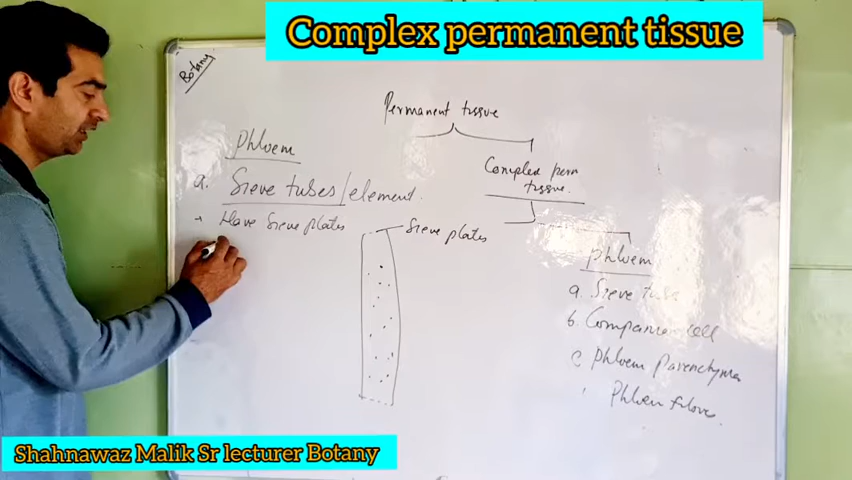 Complex permanent tissue
Botany
Permanent tissue
Phloem
Complex perm
tissue.
a. Sieve tubes/element.
Have Sieve plates
Sieve plates
Phloem
a. Sieve tube
b. Companion cell
c Phloem parenchyma
Phloem
Shahnawaz Malik Sr lecturer Botany